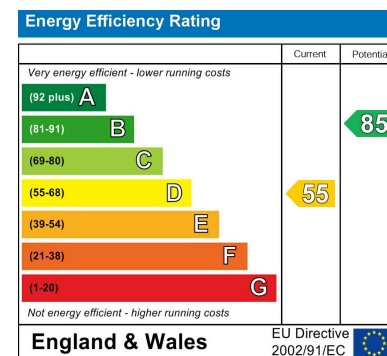 Energy Efficiency Rating
Current Potentia
Very energy efficient - lower running costs
(92 plus) A
(81-91) B
85
(69-80) C
(55-68) D
55
(39-54) E
(21-38) F
(1-20) G
Not energy efficient - higher running costs
England & Wales
EU Directive
2002/91/EC